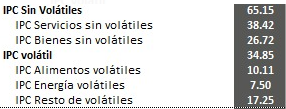 IPC Sin Volátiles 65.15
IPC Servicios sin volátiles 38.42
IPC Bienes sin volátiles 26.72
IPC volátil 34.85
IPC Alimentos volátiles 10.11
IPC Energía volátiles 7.50
IPC Resto de volátiles 17.25